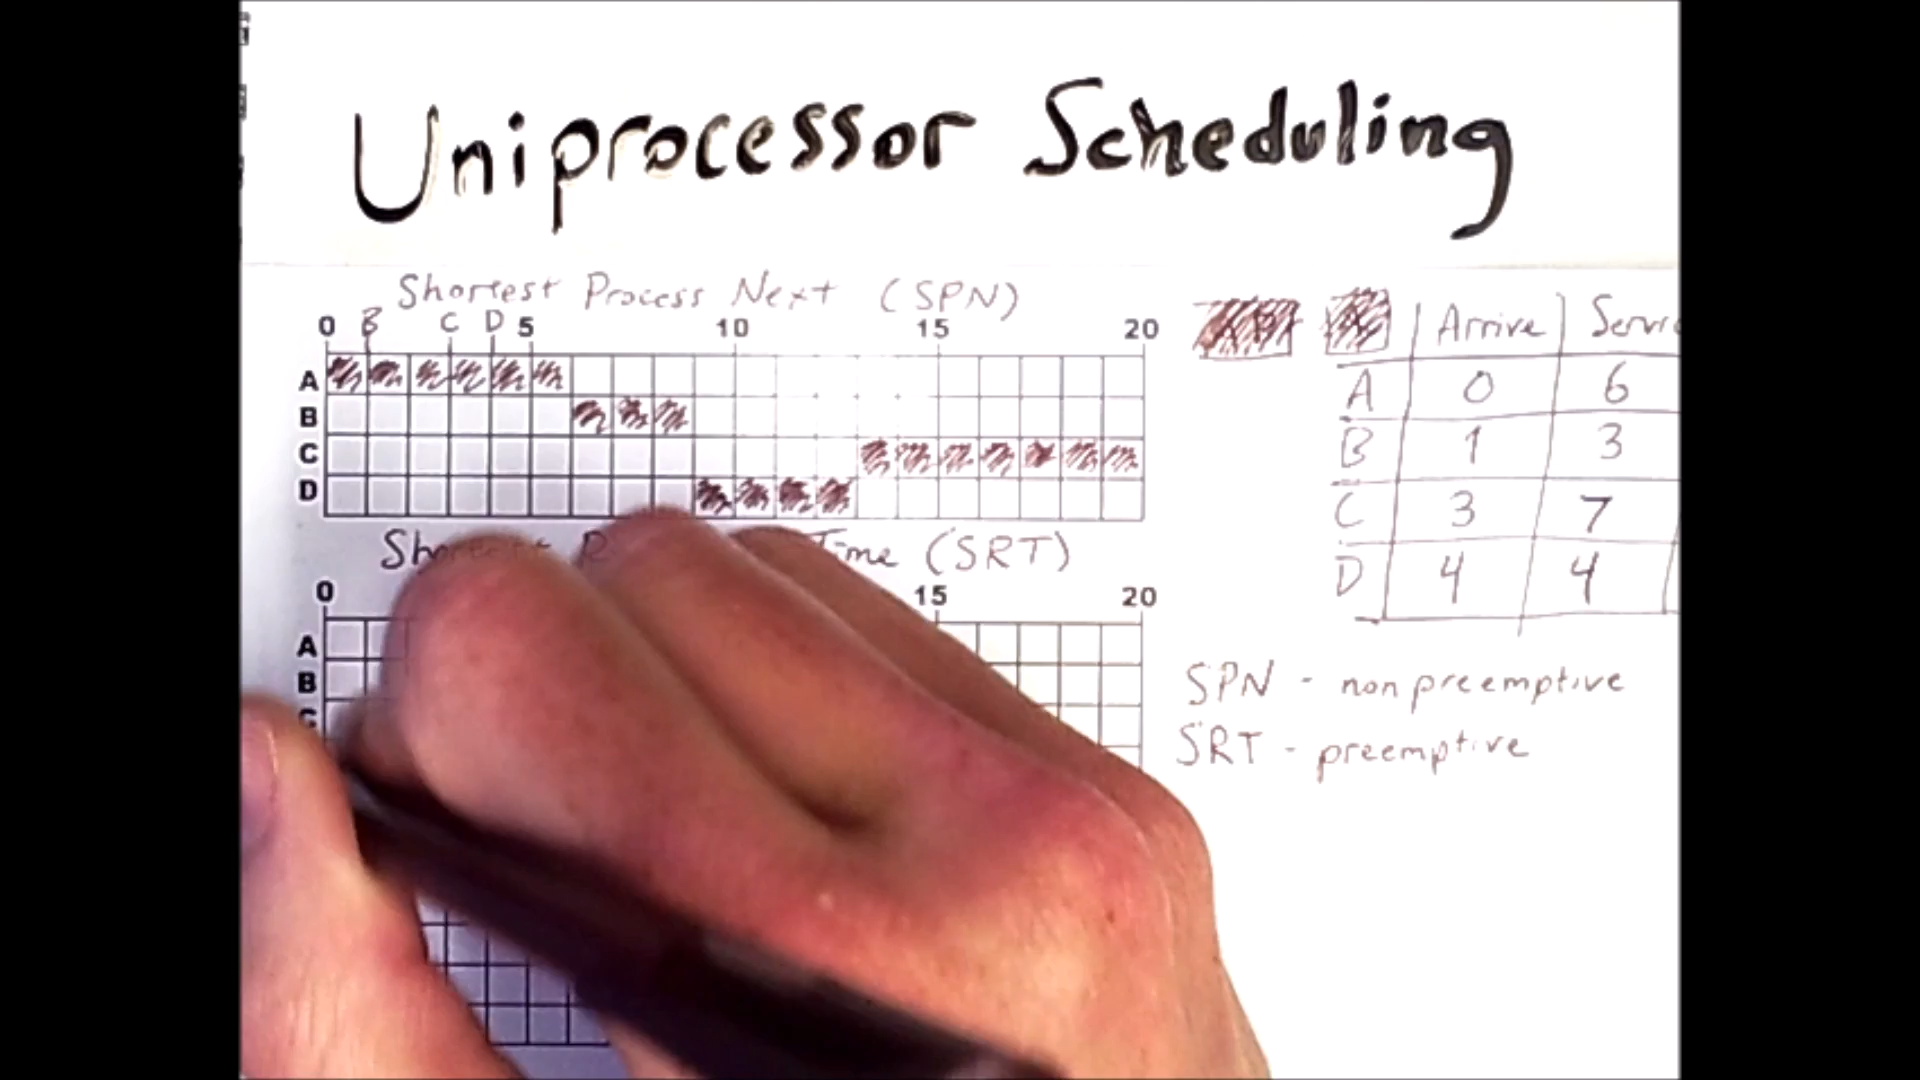 Uniprocessor Scheduling
Shortest Process Next (SPN)
0 B C D 5 10 15 20
A
B
C
D
Time (SRT)
0 15 20
A
B
Arrive
A 0 6
B 1 3
C 3 7
D 4 4
SPN - nonpreemptive
SRT - preemptive